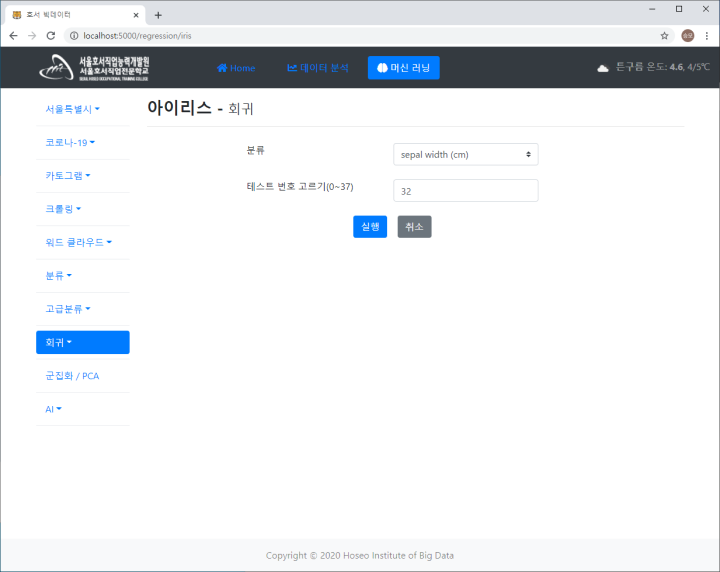 호서 빅데이터
localhost:5000/regression/iris
서울호서직업능력개발원
서울호서직업전문학교
SEOUL HOSEO OCCUPATIONAL TRAINING COLLEGE
Home
데이터 분석
머신 러닝
튼구름 온도: 4.6, 4/5℃
서울특별시
코로나-19
카토그램
크롤링
워드 클라우드
분류
고급분류
회귀
군집화 / PCA
AI
아이리스 - 회귀
분류
sepal width (cm)
테스트 번호 고르기(0~37)
32
실행
취소
Copyright © 2020 Hoseo Institute of Big Data